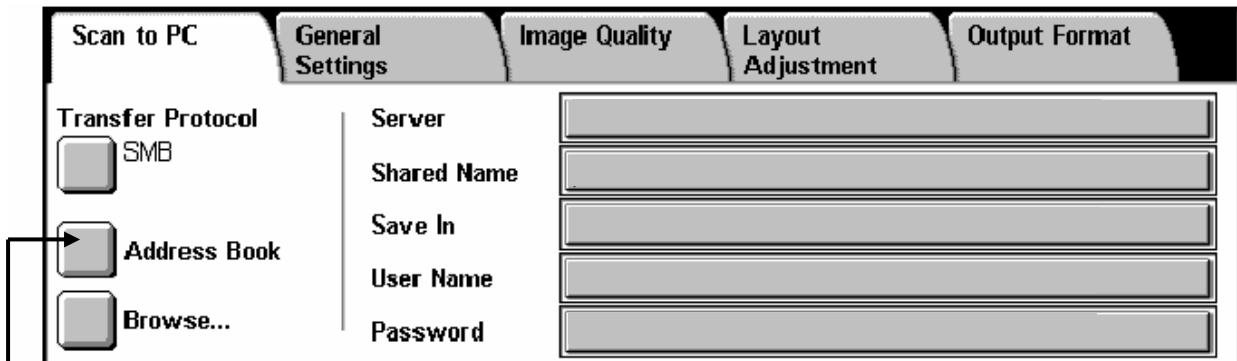 Scan to PC
General
Settings
Image Quality
Layout
Adjustment
Output Format
Transfer Protocol
SMB
Address Book
Browse...
Server
Shared Name
Save In
User Name
Password